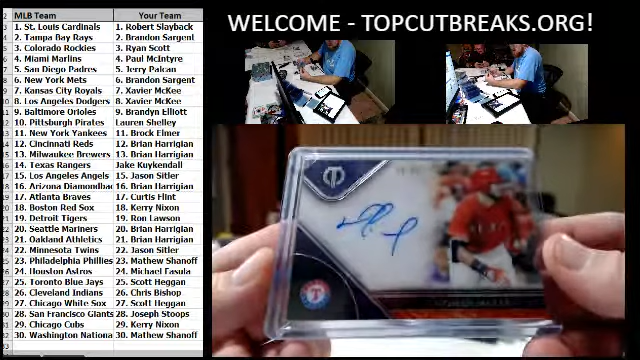 WELCOME - TOPCUTBREAKS.ORG!
MLB Team Your Team
1. St. Louis Cardinals 1. Robert Slayback
2. Tampa Bay Rays 2. Brandon Sargent
3. Colorado Rockies 3. Ryan Scott
4. Miami Marlins 4. Paul McIntyre
5. San Diego Padres 5. Jerry Palcan
6. New York Mets 6. Brandon Sargent
7. Kansas City Royals 7. Xavier McKee
8. Los Angeles Dodgers 8. Xavier McKee
9. Baltimore Orioles 9. Brandyn Elliott
10. Pittsburgh Pirates Lauren Shelley
11. New York Yankees 11. Brock Elmer
12. Cincinnati Reds 12. Brian Harrigian
13. Milwaukee Brewers 13. Brian Harrigian
14. Texas Rangers Jake Kuykendall
15. Los Angeles Angels 15. Jason Sitler
16. Arizona Diamondbac 16. Brian Harrigian
17. Atlanta Braves 17. Curtis Flint
18. Boston Red Sox 18. Kerry Nixon
19. Detroit Tigers 19. Ron Lawson
20. Seattle Mariners 20. Brian Harrigian
21. Oakland Athletics 21. Brian Harrigian
22. Minnesota Twins 22. Jason Sitler
23. Philadelphia Phillies 23. Mathew Shanoff
24. Houston Astros 24. Michael Fasula
25. Toronto Blue Jays 25. Scott Heggan
26. Cleveland Indians 26. Chris Bishop
27. Chicago White Sox 27. Scott Heggan
28. San Francisco Giants 28. Joseph Stoops
29. Chicago Cubs 29. Kerry Nixon
30. Washington Nationa 30. Mathew Shanoff